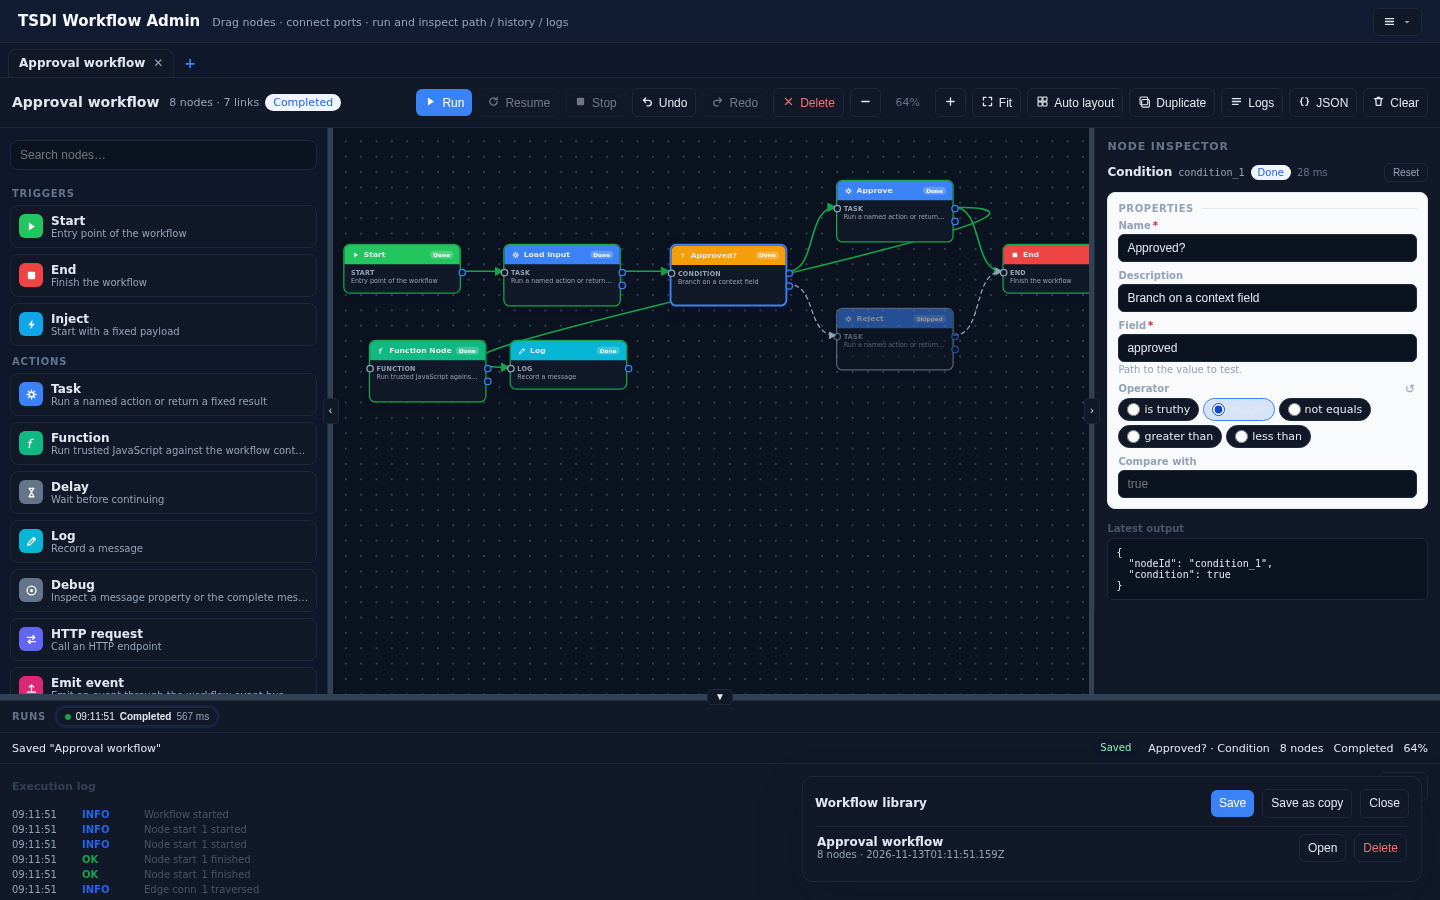 TSDI Workflow Admin Drag nodes · connect ports · run and inspect path / history / logs
Approval workflow ✕ +
Approval workflow 8 nodes · 7 links Completed Run Resume Stop Undo Redo Delete − 64% + Fit Auto layout Duplicate Logs JSON Clear
Search nodes…
TRIGGERS
Start
Entry point of the workflow
End
Finish the workflow
Inject
Start with a fixed payload
ACTIONS
Task
Run a named action or return a fixed result
Function
Run trusted JavaScript against the workflow cont…
Delay
Wait before continuing
Log
Record a message
Debug
Inspect a message property or the complete mes…
HTTP request
Call an HTTP endpoint
Emit event
Start Done
START
Entry point of the workflow
Load input Done
TASK
Run a named action or return…
? Approved? Done
CONDITION
Branch on a context field
Approve Done
TASK
Run a named action or return…
Reject Skipped
TASK
Run a named action or return…
End
END
Finish the workflow
Function Node Done
FUNCTION
Run trusted JavaScript agains…
Log Done
LOG
Record a message
NODE INSPECTOR
Condition condition_1 Done 28 ms Reset
PROPERTIES
Name *
Approved?
Description
Branch on a context field
Field *
approved
Path to the value to test.
Operator
is truthy
not equals
greater than
less than
Compare with
true
Latest output
{
"nodeId": "condition_1",
"condition": true
}
RUNS 09:11:51 Completed 567 ms
Saved "Approval workflow" Saved Approved? · Condition 8 nodes Completed 64%
Execution log
09:11:51 INFO Workflow started
09:11:51 INFO Node start_1 started
09:11:51 INFO Node start_1 started
09:11:51 OK Node start_1 finished
09:11:51 OK Node start_1 finished
09:11:51 INFO Edge conn_1 traversed
Workflow library Save Save as copy Close
Approval workflow
8 nodes · 2026-11-13T01:11:51.159Z
Open Delete